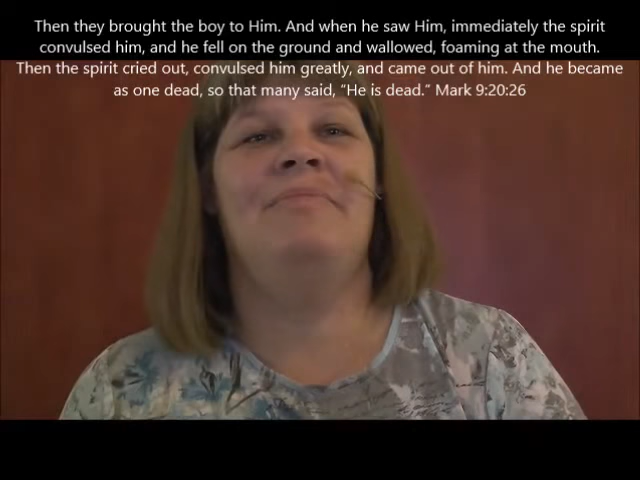 Then they brought the boy to Him. And when he saw Him, immediately the spirit
convulsed him, and he fell on the ground and wallowed, foaming at the mouth.
Then the spirit cried out, convulsed him greatly, and came out of him. And he became
as one dead, so that many said, “He is dead.” Mark 9:20:26